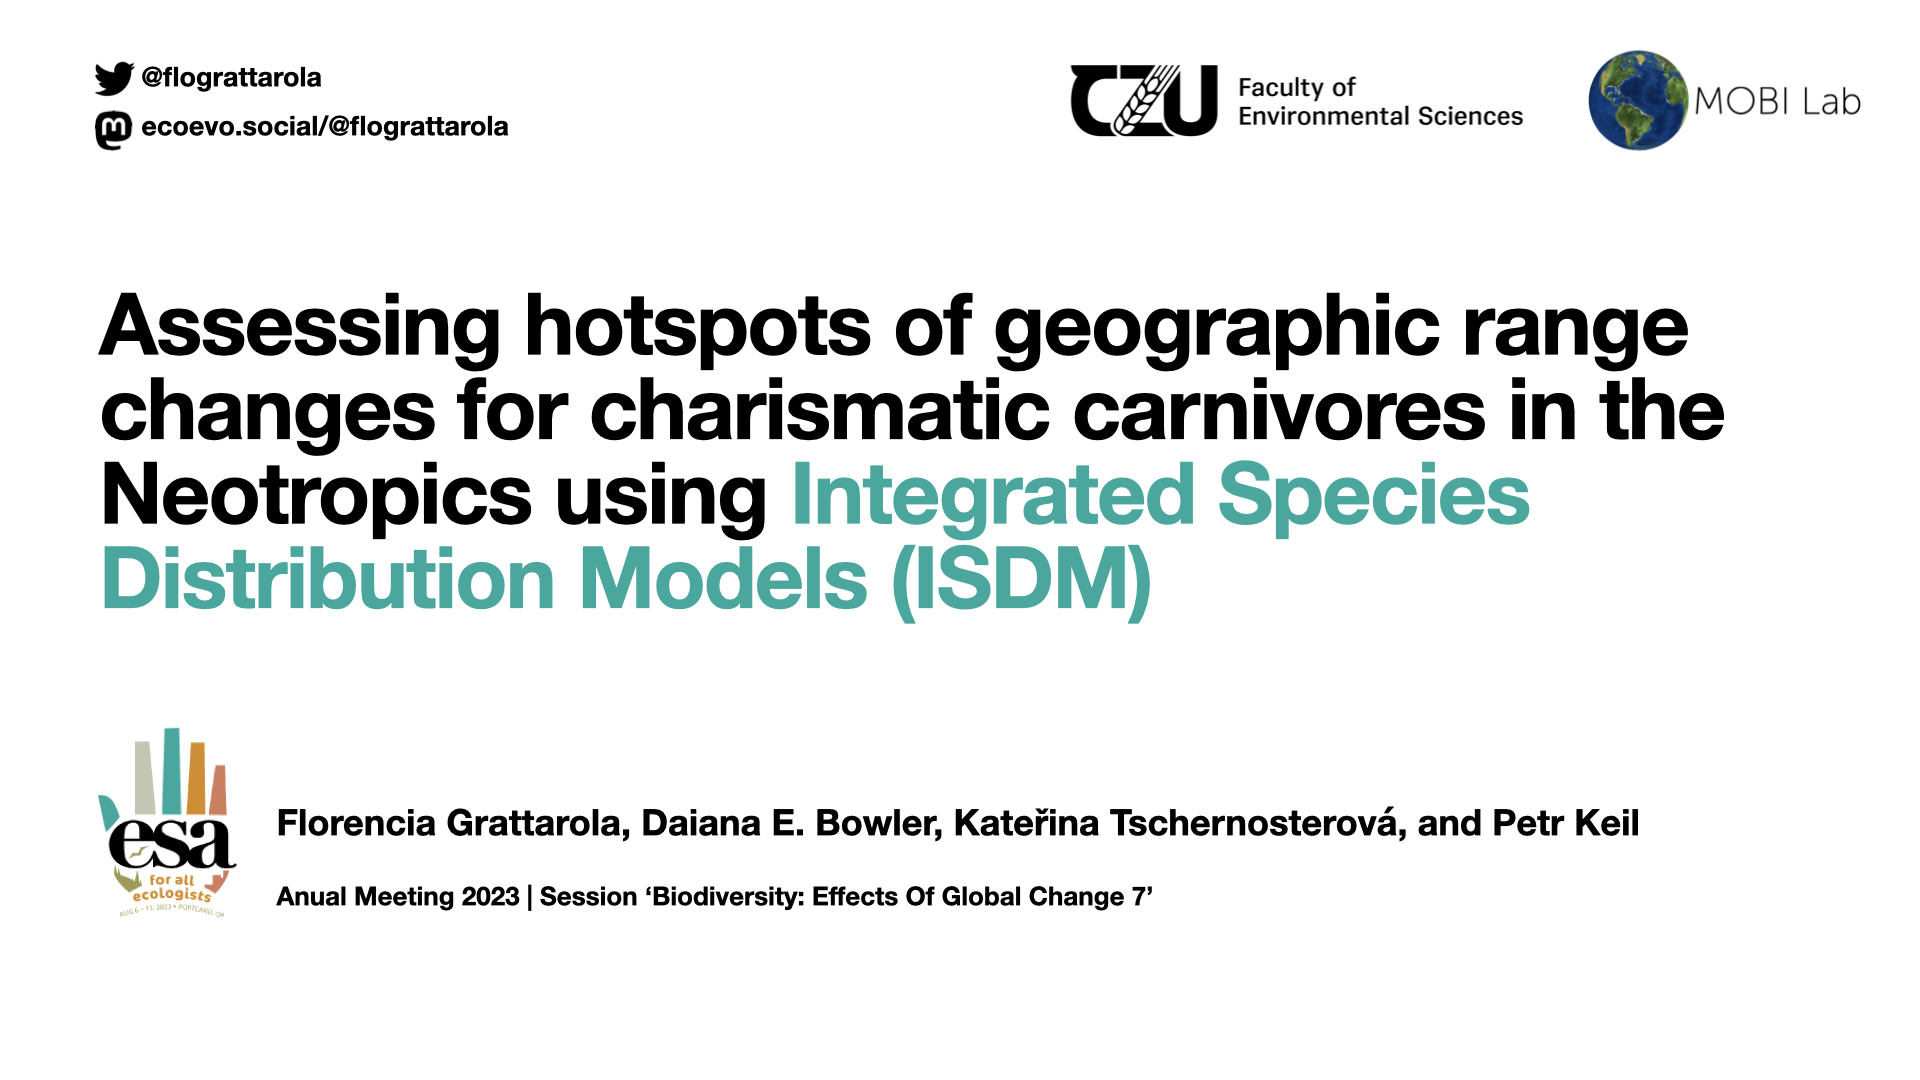 @flograttarola
ecoevo.social/@flograttarola
CZU
Faculty of
Environmental Sciences
MOBI Lab
Assessing hotspots of geographic range
changes for charismatic carnivores in the
Neotropics using Integrated Species
Distribution Models (ISDM)
esa
for all
ecologists
AUG 6 – 11, 2023 • PORTLAND, OR
Florencia Grattarola, Daiana E. Bowler, Kateřina Tschernosterová, and Petr Keil
Anual Meeting 2023 | Session ‘Biodiversity: Effects Of Global Change 7’